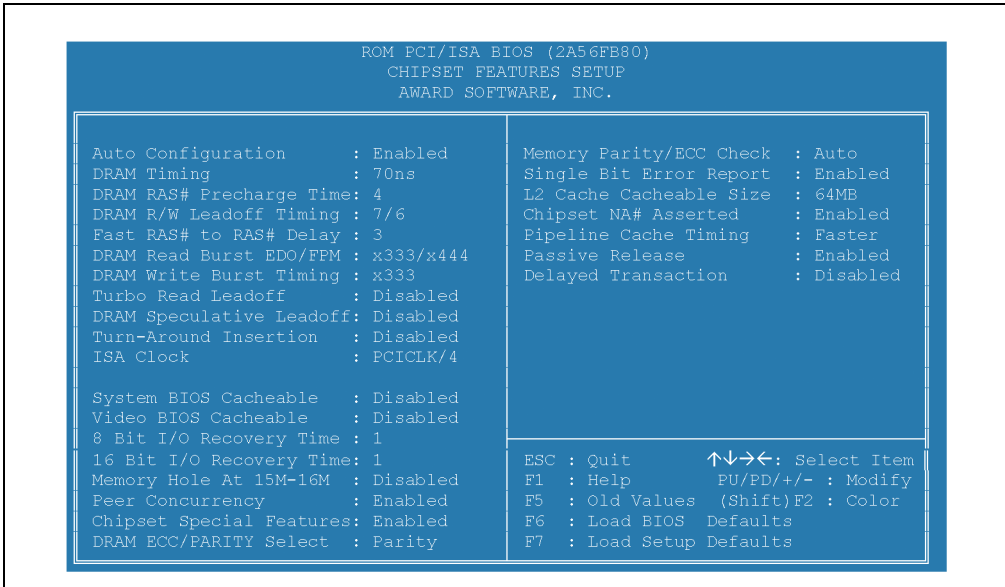 ROM PCI/ISA BIOS (2A56FB80)
CHIPSET FEATURES SETUP
AWARD SOFTWARE, INC.
Auto Configuration : Enabled
DRAM Timing : 70ns
DRAM RAS# Precharge Time: 4
DRAM R/W Leadoff Timing : 7/6
Fast RAS# to RAS# Delay : 3
DRAM Read Burst EDO/FPM : x333/x444
DRAM Write Burst Timing : x333
Turbo Read Leadoff : Disabled
DRAM Speculative Leadoff: Disabled
Turn-Around Insertion : Disabled
ISA Clock : PCICLK/4
System BIOS Cacheable : Disabled
Video BIOS Cacheable : Disabled
8 Bit I/O Recovery Time : 1
16 Bit I/O Recovery Time: 1
Memory Hole At 15M-16M : Disabled
Peer Concurrency : Enabled
Chipset Special Features: Enabled
DRAM ECC/PARITY Select : Parity
Memory Parity/ECC Check : Auto
Single Bit Error Report : Enabled
L2 Cache Cacheable Size : 64MB
Chipset NA# Asserted : Enabled
Pipeline Cache Timing : Faster
Passive Release : Enabled
Delayed Transaction : Disabled
ESC : Quit ↑↓→←: Select Item
F1 : Help PU/PD/+/- : Modify
F5 : Old Values (Shift)F2 : Color
F6 : Load BIOS Defaults
F7 : Load Setup Defaults